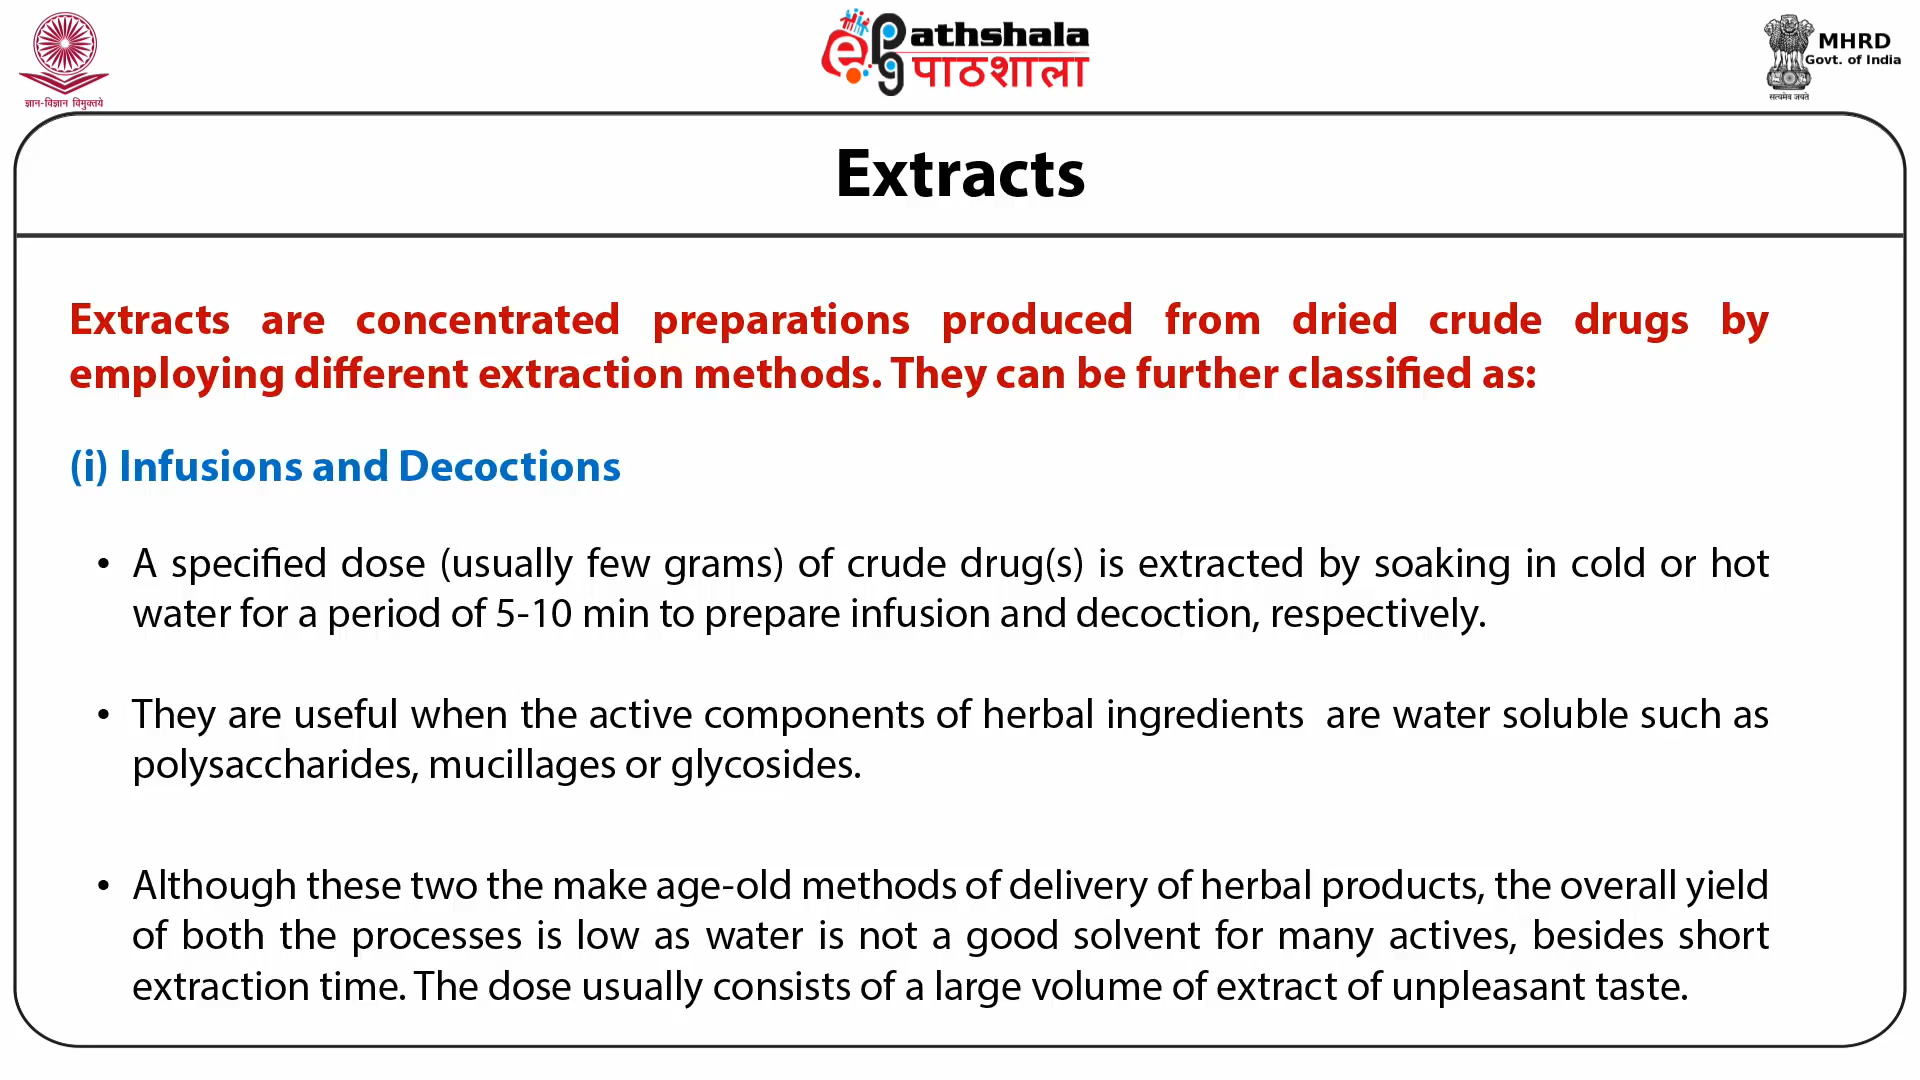 ज्ञान-विज्ञान विमुक्तये
e
PG
athshala
पाठशाला
MHRD
Govt. of India
सत्यमेव जयते
Extracts
Extracts are concentrated preparations produced from dried crude drugs by
employing different extraction methods. They can be further classified as:
(i) Infusions and Decoctions
• A specified dose (usually few grams) of crude drug(s) is extracted by soaking in cold or hot
water for a period of 5-10 min to prepare infusion and decoction, respectively.
• They are useful when the active components of herbal ingredients are water soluble such as
polysaccharides, mucillages or glycosides.
• Although these two the make age-old methods of delivery of herbal products, the overall yield
of both the processes is low as water is not a good solvent for many actives, besides short
extraction time. The dose usually consists of a large volume of extract of unpleasant taste.